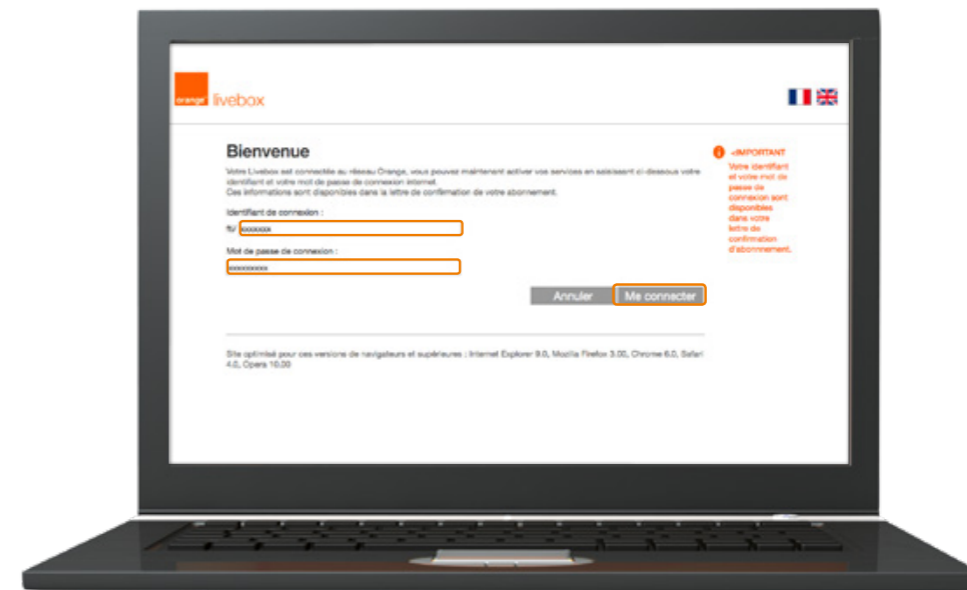 orange
livebox
Bienvenue
Votre Livebox est connectée au réseau Orange, vous pouvez maintenant activer vos services en saisissant ci-dessous votre
identifiant et votre mot de passe de connexion internet.
Ces informations sont disponibles dans la lettre de confirmation de votre abonnement.
Identifiant de connexion :
fti/ xxxxxxx
Mot de passe de connexion :
xxxxxxxxx
Annuler
Me connecter
<IMPORTANT
Votre identifiant
et votre mot de
passe de
connexion sont
disponibles
dans votre
lettre de
confirmation
d'abonnnement.
Site optimisé pour ces versions de navigateurs et supérieures : Internet Explorer 9.0, Mozilla Firefox 3.00, Chrome 6.0, Safari
4.0, Opera 10.00